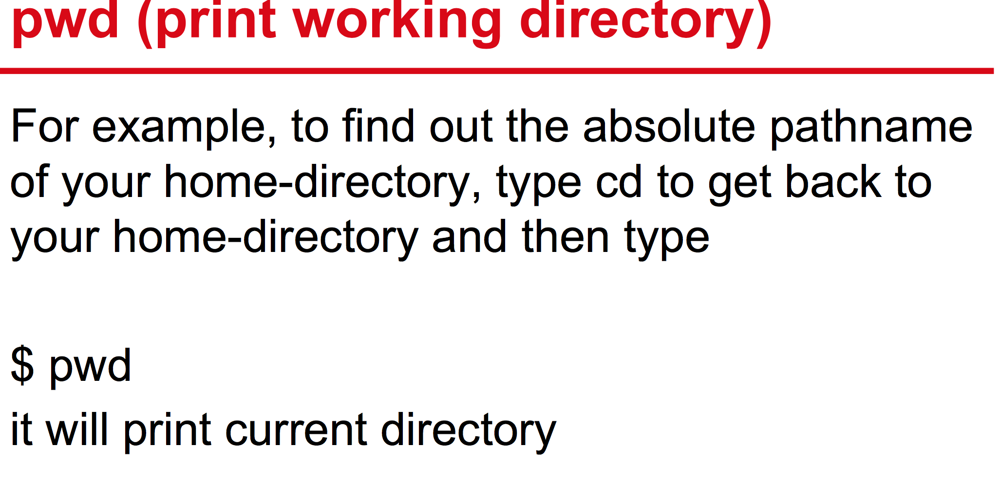 pwd (print working directory)
For example, to find out the absolute pathname
of your home-directory, type cd to get back to
your home-directory and then type
$ pwd
it will print current directory